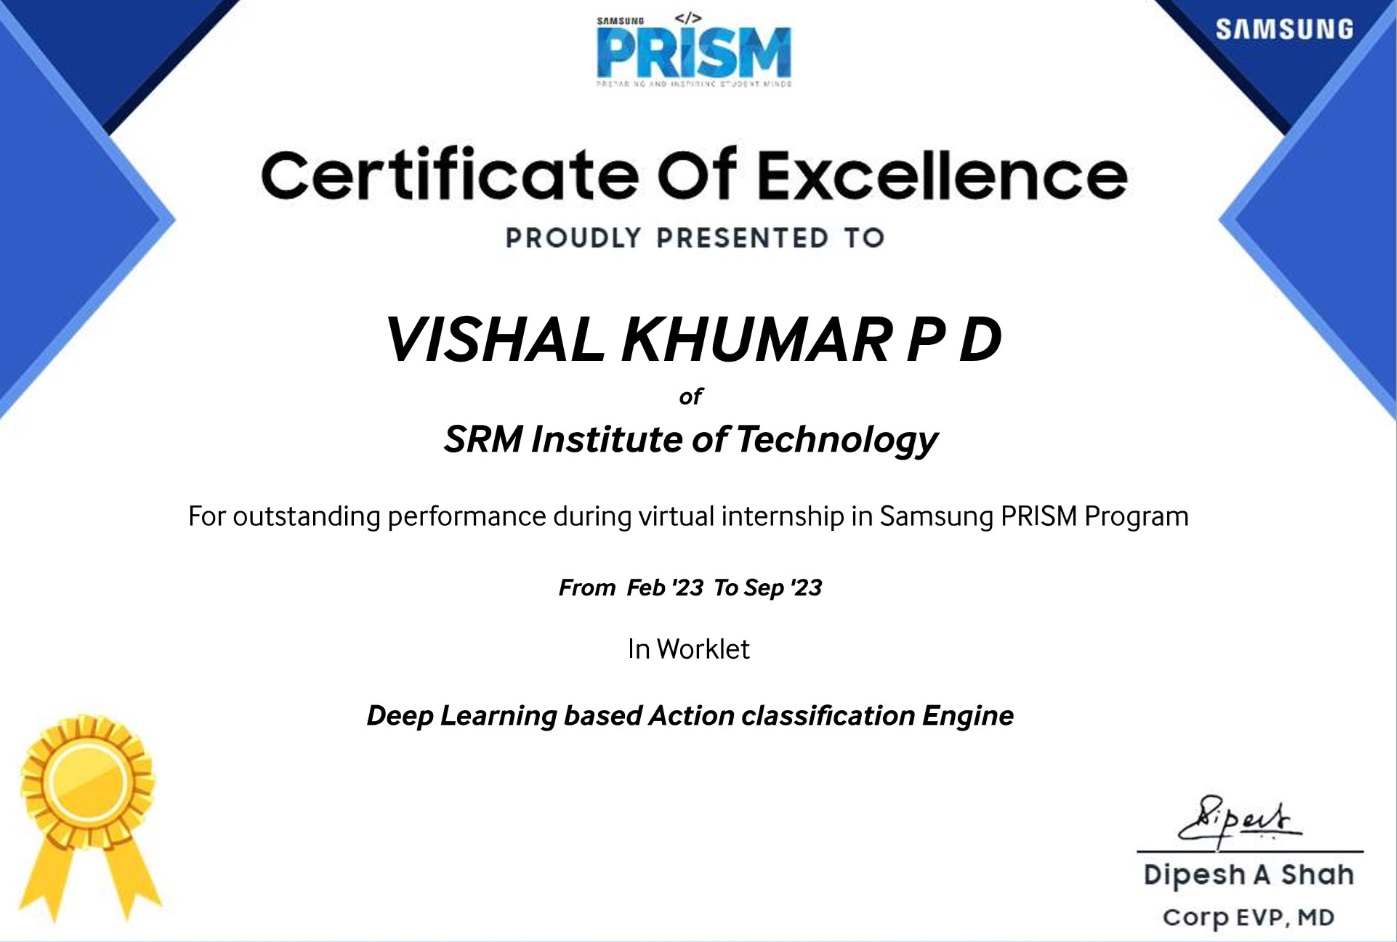 SAMSUNG </>
PRISM
PREPARING AND INSPIRING STUDENT MINDS
SAMSUNG
Certificate Of Excellence
PROUDLY PRESENTED TO
VISHAL KHUMAR P D
of
SRM Institute of Technology
For outstanding performance during virtual internship in Samsung PRISM Program
From Feb '23 To Sep '23
In Worklet
Deep Learning based Action classification Engine
Dipesh A Shah
Corp EVP, MD